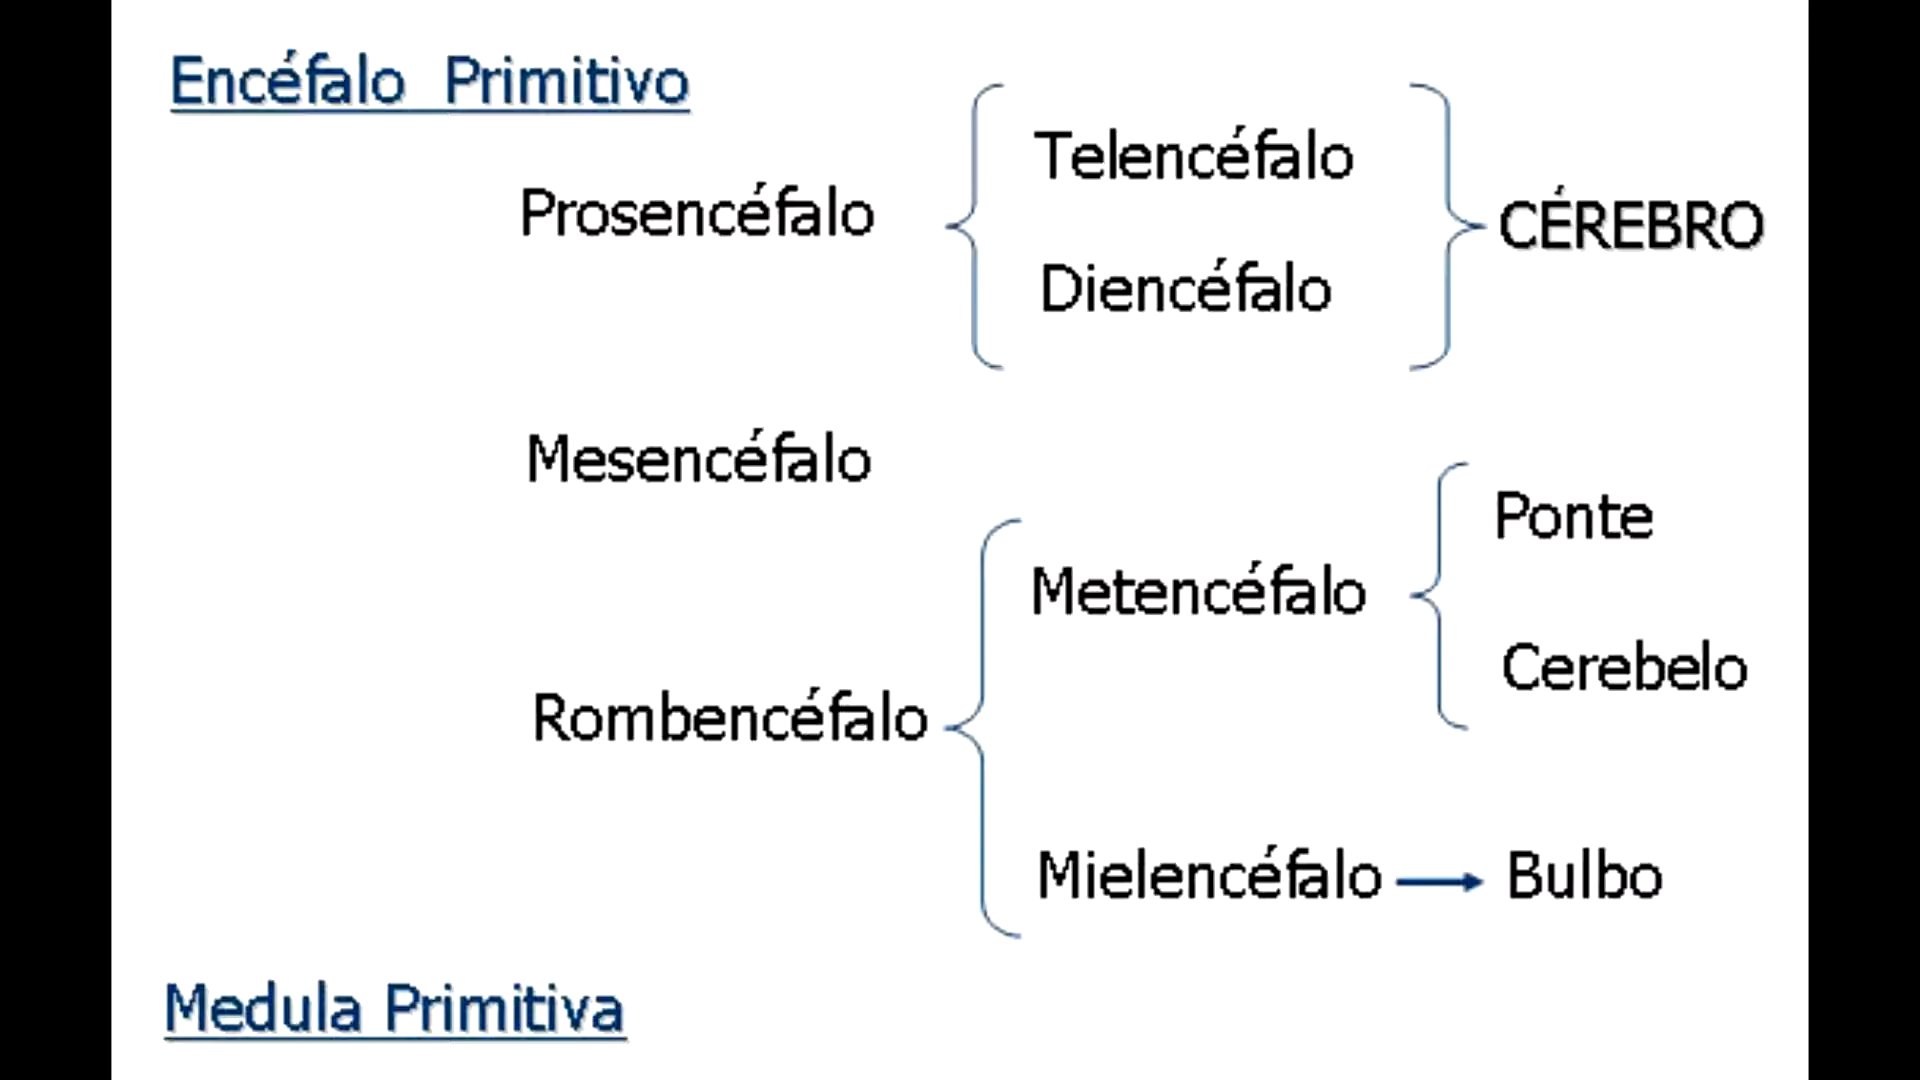 Encéfalo Primitivo
Telencéfalo
Prosencéfalo
CÉREBRO
Diencéfalo
Mesencéfalo
Ponte
Metencéfalo
Cerebelo
Rombencéfalo
Mielencéfalo
Bulbo
Medula Primitiva